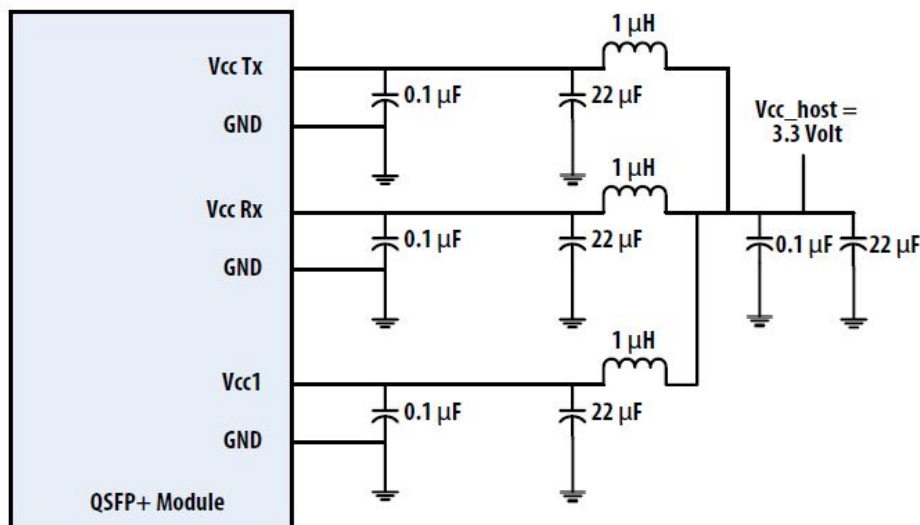 1 μH
Vcc Tx
0.1 μF
22 μF
GND
Vcc_host =
3.3 Volt
1 μH
Vcc Rx
0.1 μF
22 μF
0.1 μF
22 μF
GND
1 μH
Vcc1
0.1 μF
22 μF
GND
QSFP+ Module